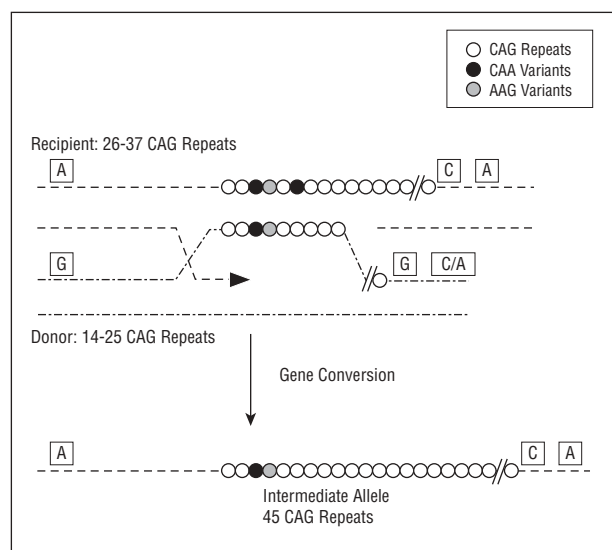 CAG Repeats
CAA Variants
AAG Variants
Recipient: 26-37 CAG Repeats
A
C A
G
G C/A
Donor: 14-25 CAG Repeats
Gene Conversion
A
C A
Intermediate Allele
45 CAG Repeats